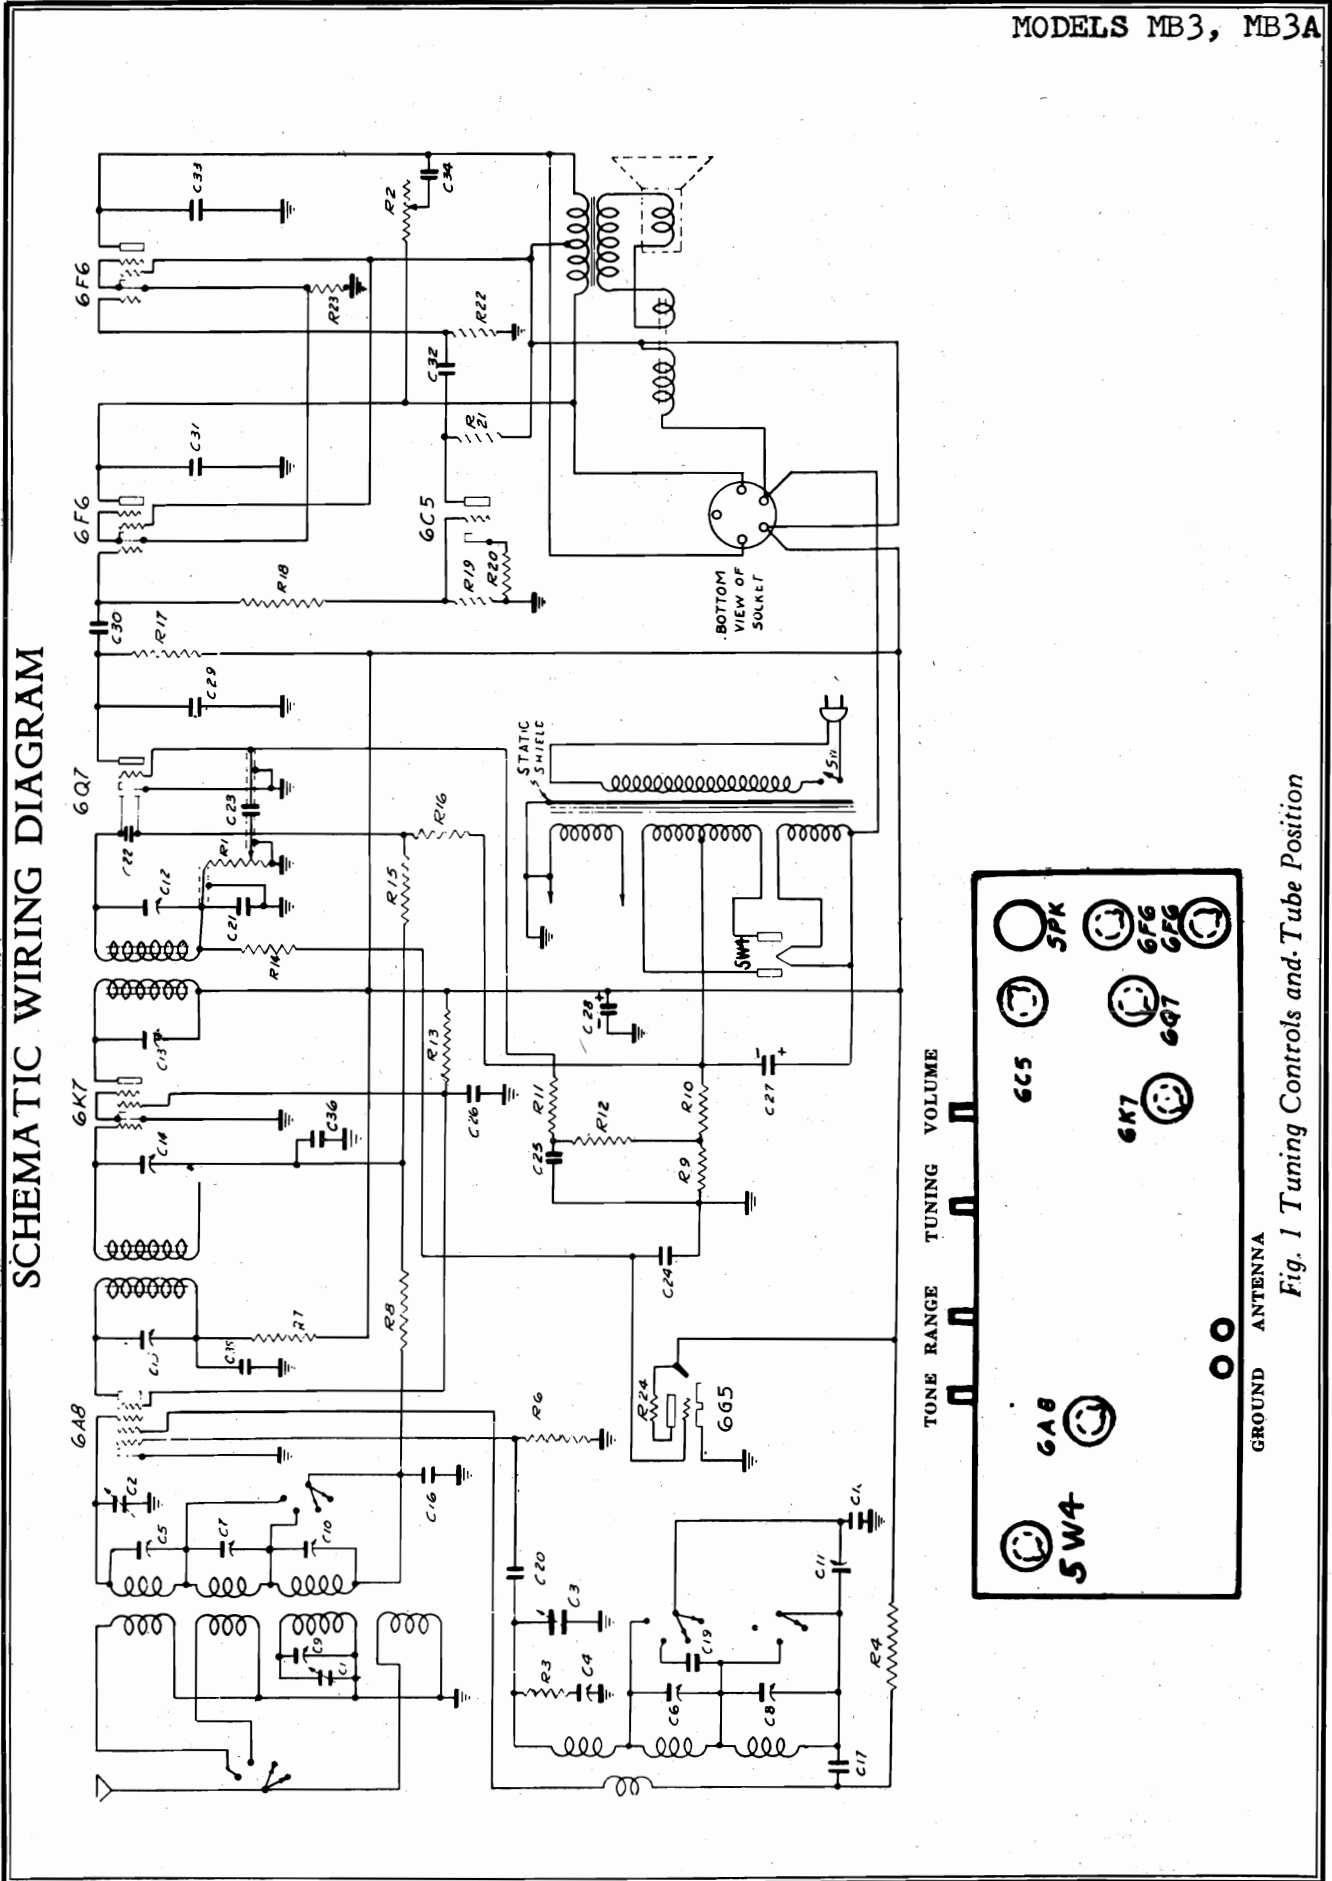 MODELS MB3, MB3A
SCHEMATIC WIRING DIAGRAM
6A8
6K7
6Q7
6F6
6F6
C2
C5
C7
C10
C16
C9
C1
C35
R7
R8
C14
C36
C13
R13
C26
R14
C12
C21
R1
C23
R15
R16
C29
R17
C30
R18
C31
C33
R23
R2
C34
6C5
R19
R20
R21
C32
R22
R6
C20
C3
R3
C4
C6
C19
C8
C11
C17
R4
R24
6G5
C24
C25
R11
R12
R9
R10
C27
C28
5W4
STATIC
SHIELD
BOTTOM
VIEW OF
SOCKET
TONE RANGE TUNING VOLUME
5W4
6A8
6K7
6C5
6Q7
SPK
6F6
6F6
GROUND ANTENNA
Fig. 1 Tuning Controls and Tube Position